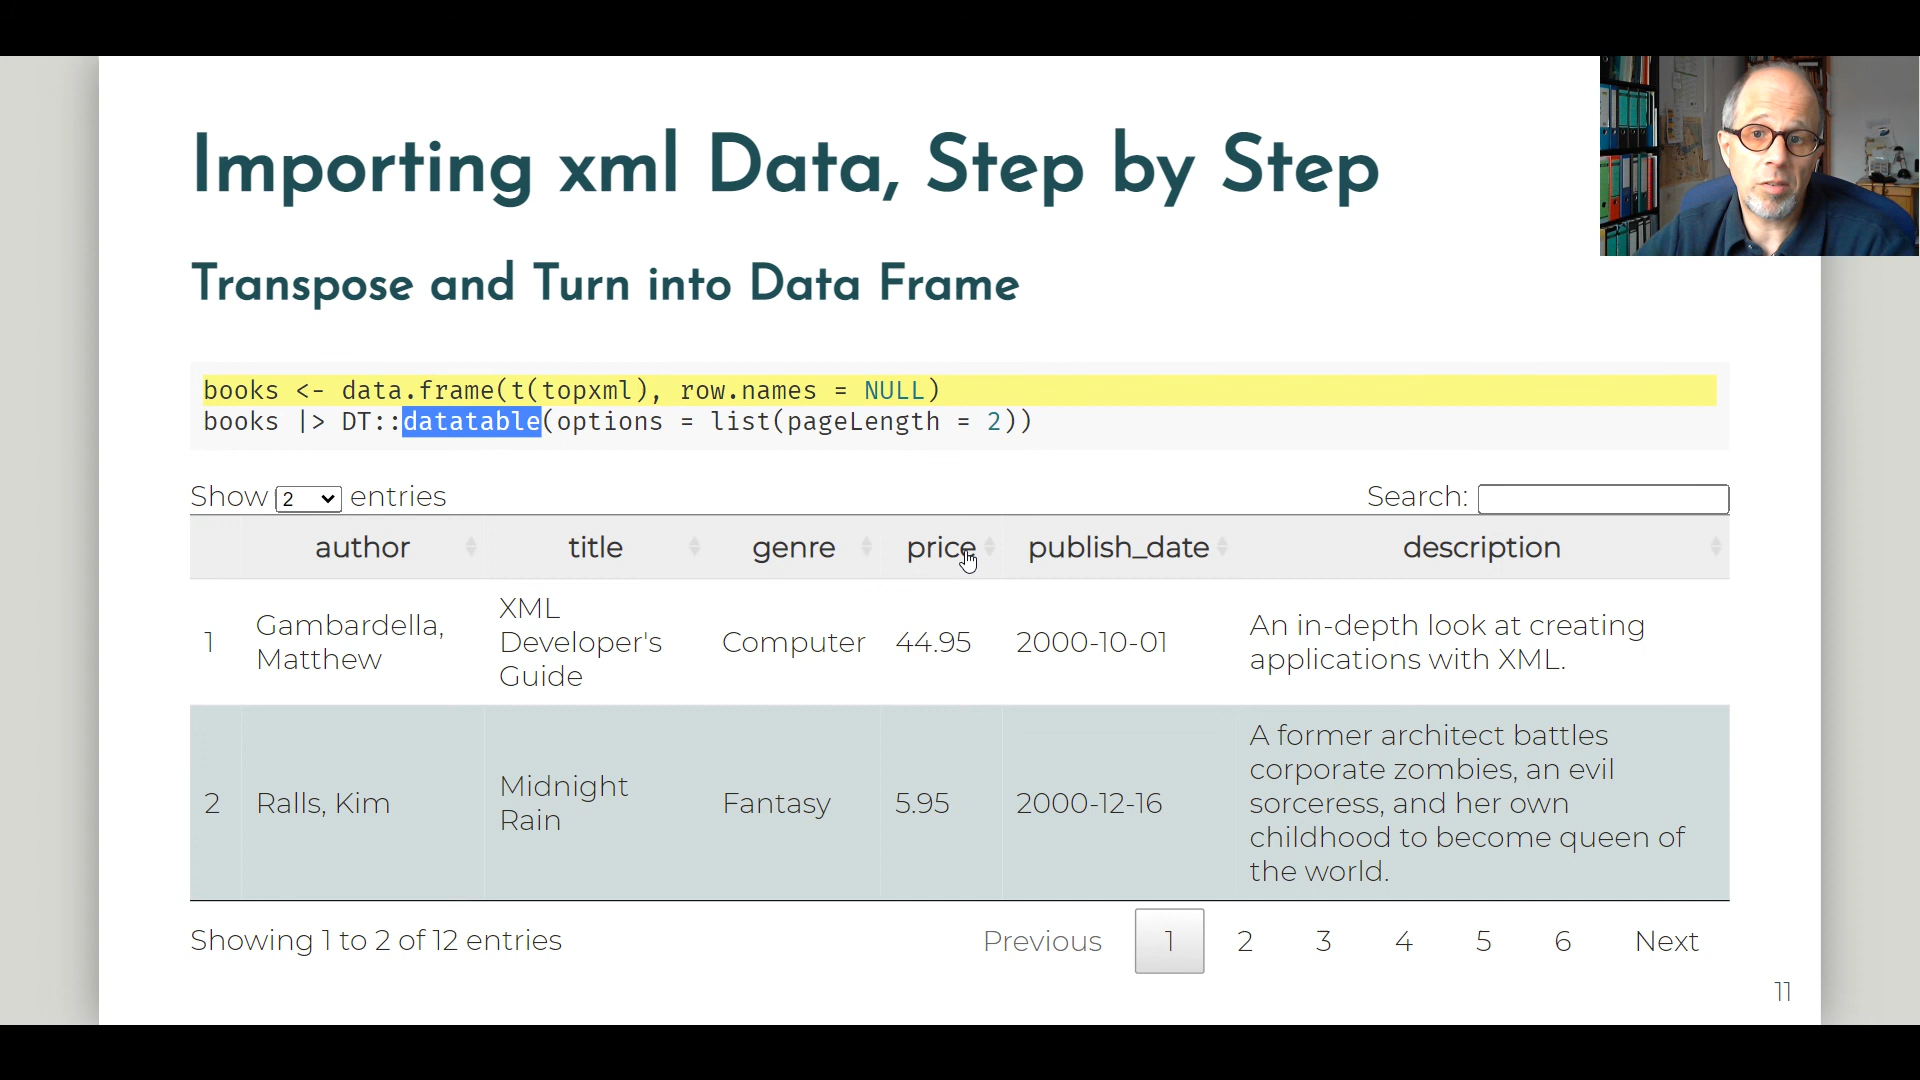 Importing xml Data, Step by Step
Transpose and Turn into Data Frame
books <- data.frame(t(topxml), row.names = NULL)
books |> DT::datatable(options = list(pageLength = 2))
Show 2 entries
Search:
author title genre price publish_date description
1 Gambardella, Matthew XML Developer's Guide Computer 44.95 2000-10-01 An in-depth look at creating applications with XML.
2 Ralls, Kim Midnight Rain Fantasy 5.95 2000-12-16 A former architect battles corporate zombies, an evil sorceress, and her own childhood to become queen of the world.
Showing 1 to 2 of 12 entries
Previous 1 2 3 4 5 6 Next
11